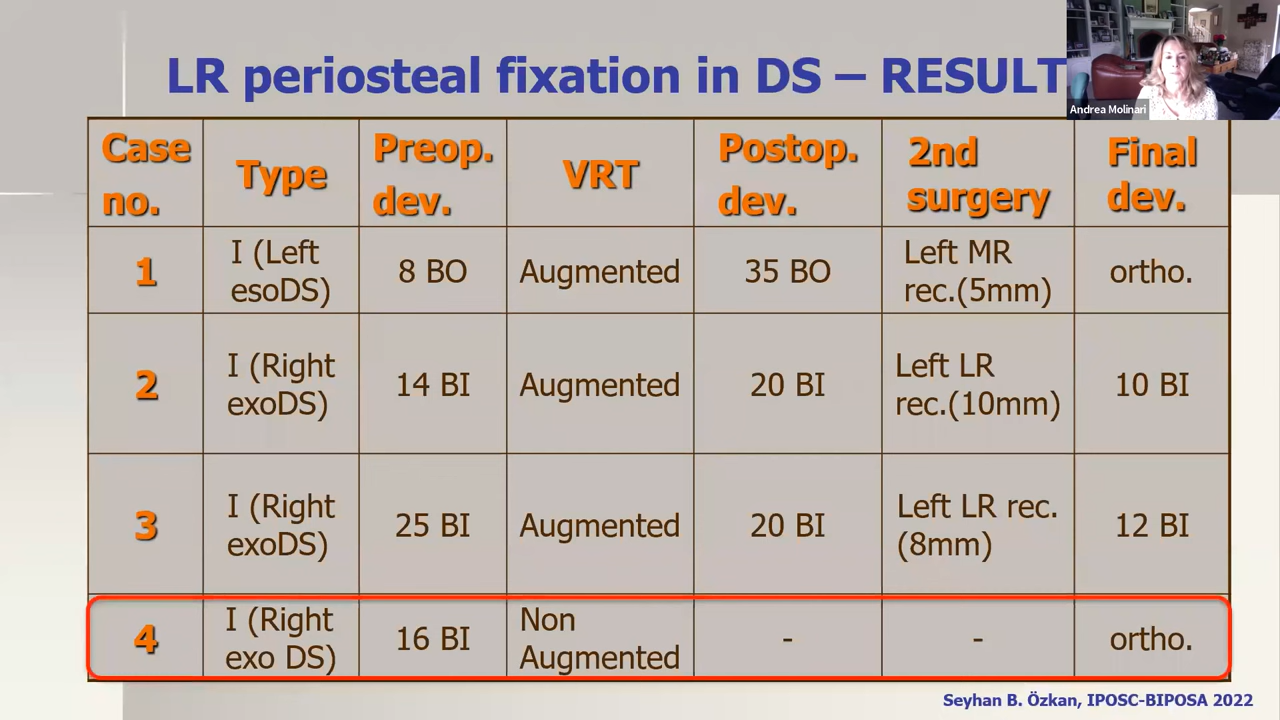 LR periosteal fixation in DS – RESULT
Andrea Molinari
Case no.
Type
Preop. dev.
VRT
Postop. dev.
2nd surgery
Final dev.
1
I (Left esoDS)
8 BO
Augmented
35 BO
Left MR rec.(5mm)
ortho.
2
I (Right exoDS)
14 BI
Augmented
20 BI
Left LR rec.(10mm)
10 BI
3
I (Right exoDS)
25 BI
Augmented
20 BI
Left LR rec. (8mm)
12 BI
4
I (Right exo DS)
16 BI
Non Augmented
-
-
ortho.
Seyhan B. Özkan, IPOSC-BIPOSA 2022